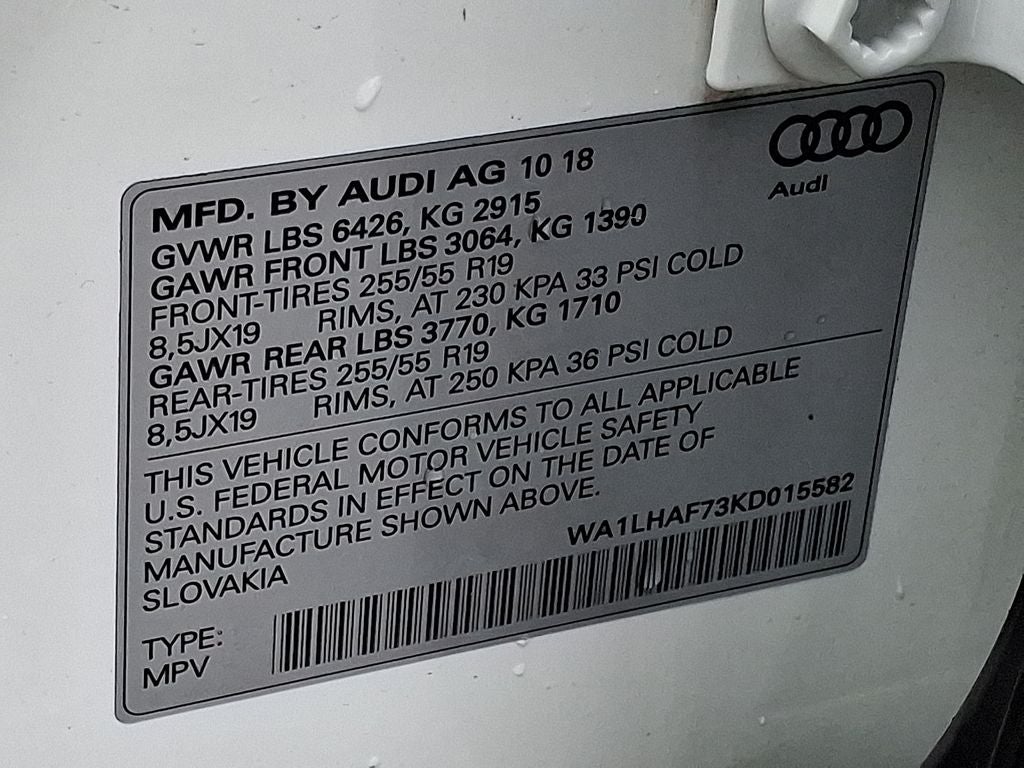 Audi
MFD. BY AUDI AG 10 18
GVWR LBS 6426, KG 2915
GAWR FRONT LBS 3064, KG 1390
FRONT-TIRES 255/55 R19
8,5JX19 RIMS, AT 230 KPA 33 PSI COLD
GAWR REAR LBS 3770, KG 1710
REAR-TIRES 255/55 R19
8,5JX19 RIMS, AT 250 KPA 36 PSI COLD
THIS VEHICLE CONFORMS TO ALL APPLICABLE
U.S. FEDERAL MOTOR VEHICLE SAFETY
STANDARDS IN EFFECT ON THE DATE OF
MANUFACTURE SHOWN ABOVE.
SLOVAKIA
WA1LHAF73KD015582
TYPE:
MPV